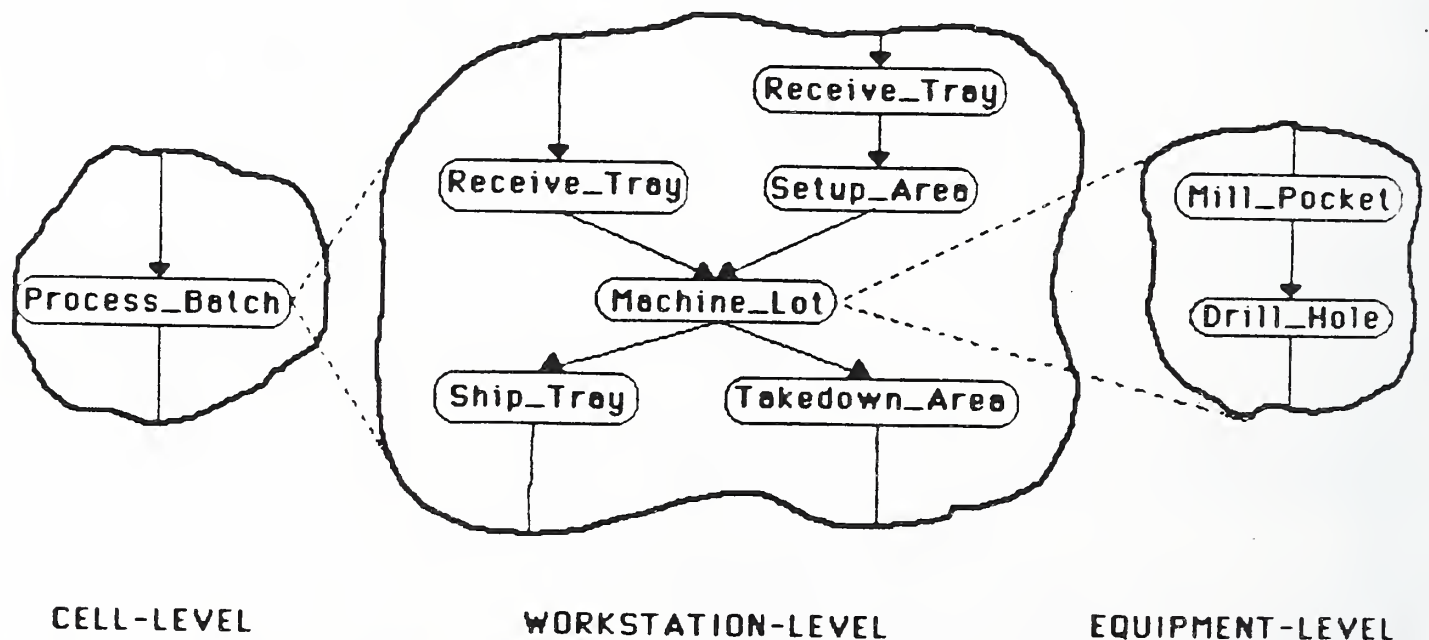 Process_Batch
Receive_Tray
Receive_Tray
Setup_Area
Machine_Lot
Ship_Tray
Takedown_Area
Mill_Pocket
Drill_Hole
CELL-LEVEL
WORKSTATION-LEVEL
EQUIPMENT-LEVEL